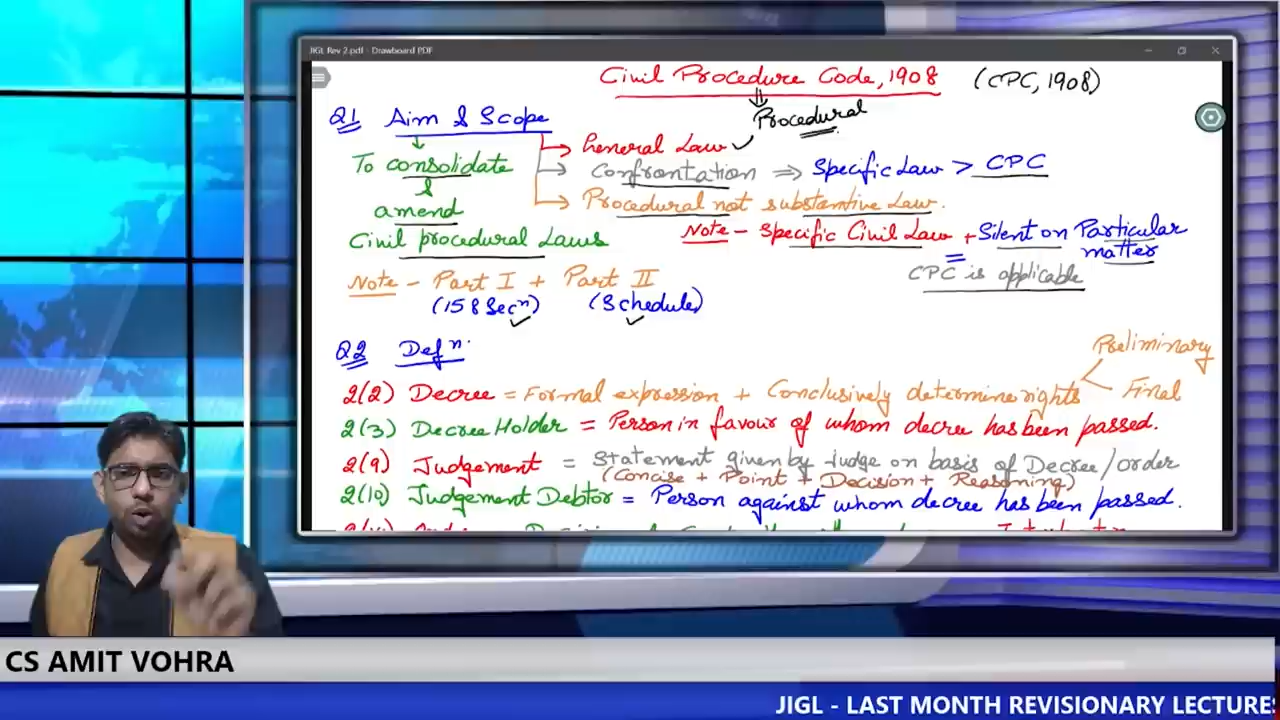 JIGL Rev 2.pdf - Drawboard PDF
Civil Procedure Code, 1908 (CPC, 1908)
Procedural
Q1 Aim & Scope
General Law
To consolidate
Confrontation ⇒ Specific Law > CPC
&
amend
Procedural not substantive Law.
Civil procedural Laws
Note - Specific Civil Law + Silent on Particular
matter
=
CPC is applicable
Note - Part I + Part II
(158 Secⁿ) (Schedule)
Q2 Defⁿ.
Preliminary
2(2) Decree = Formal expression + Conclusively determine rights
Final
2(3) Decree Holder = Person in favour of whom decree has been passed.
2(9) Judgement = Statement given by Judge on basis of Decree/order
(Concise + Point + Decision + Reasoning)
2(10) Judgement Debtor = Person against whom decree has been passed.
CS AMIT VOHRA
JIGL - LAST MONTH REVISIONARY LECTURES